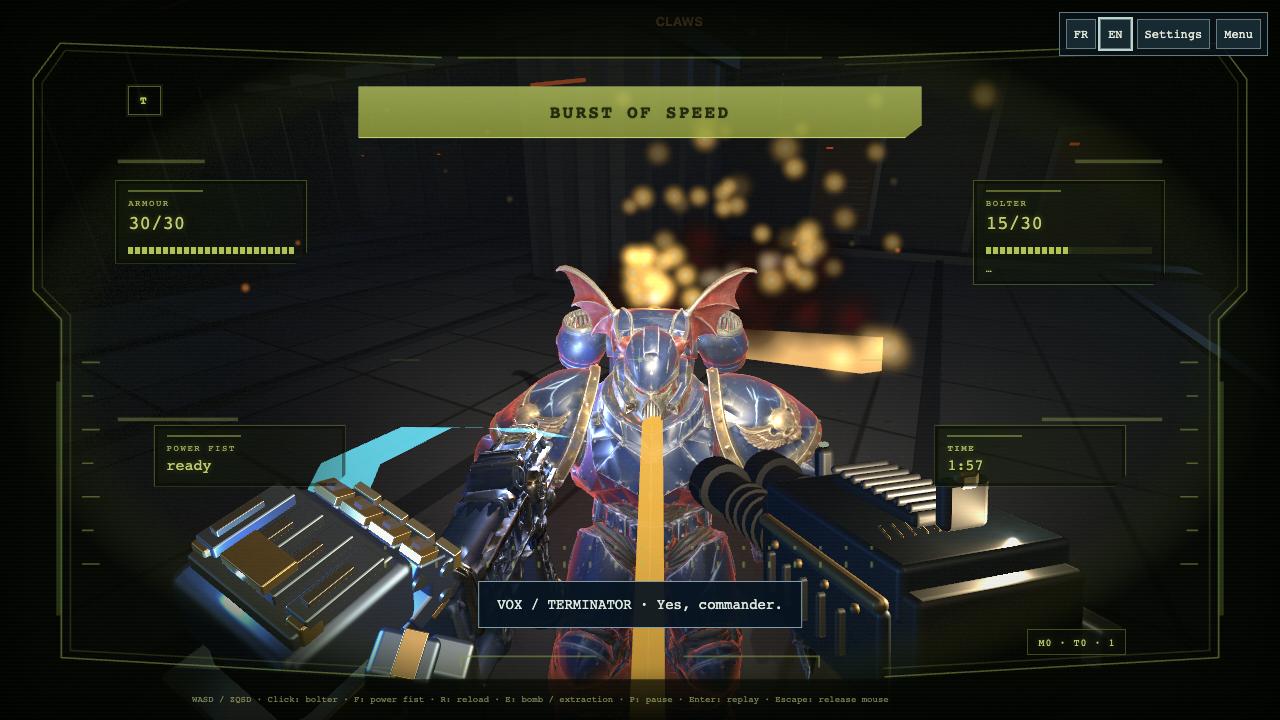 CLAWS
FR EN Settings Menu
T
BURST OF SPEED
ARMOUR
30/30
BOLTER
15/30
…
POWER FIST
ready
TIME
1:57
VOX / TERMINATOR · Yes, commander.
M0 · T0 · 1
WASD / ZQSD · Click: bolter · F: power fist · R: reload · E: bomb / extraction · P: pause · Enter: replay · Escape: release mouse